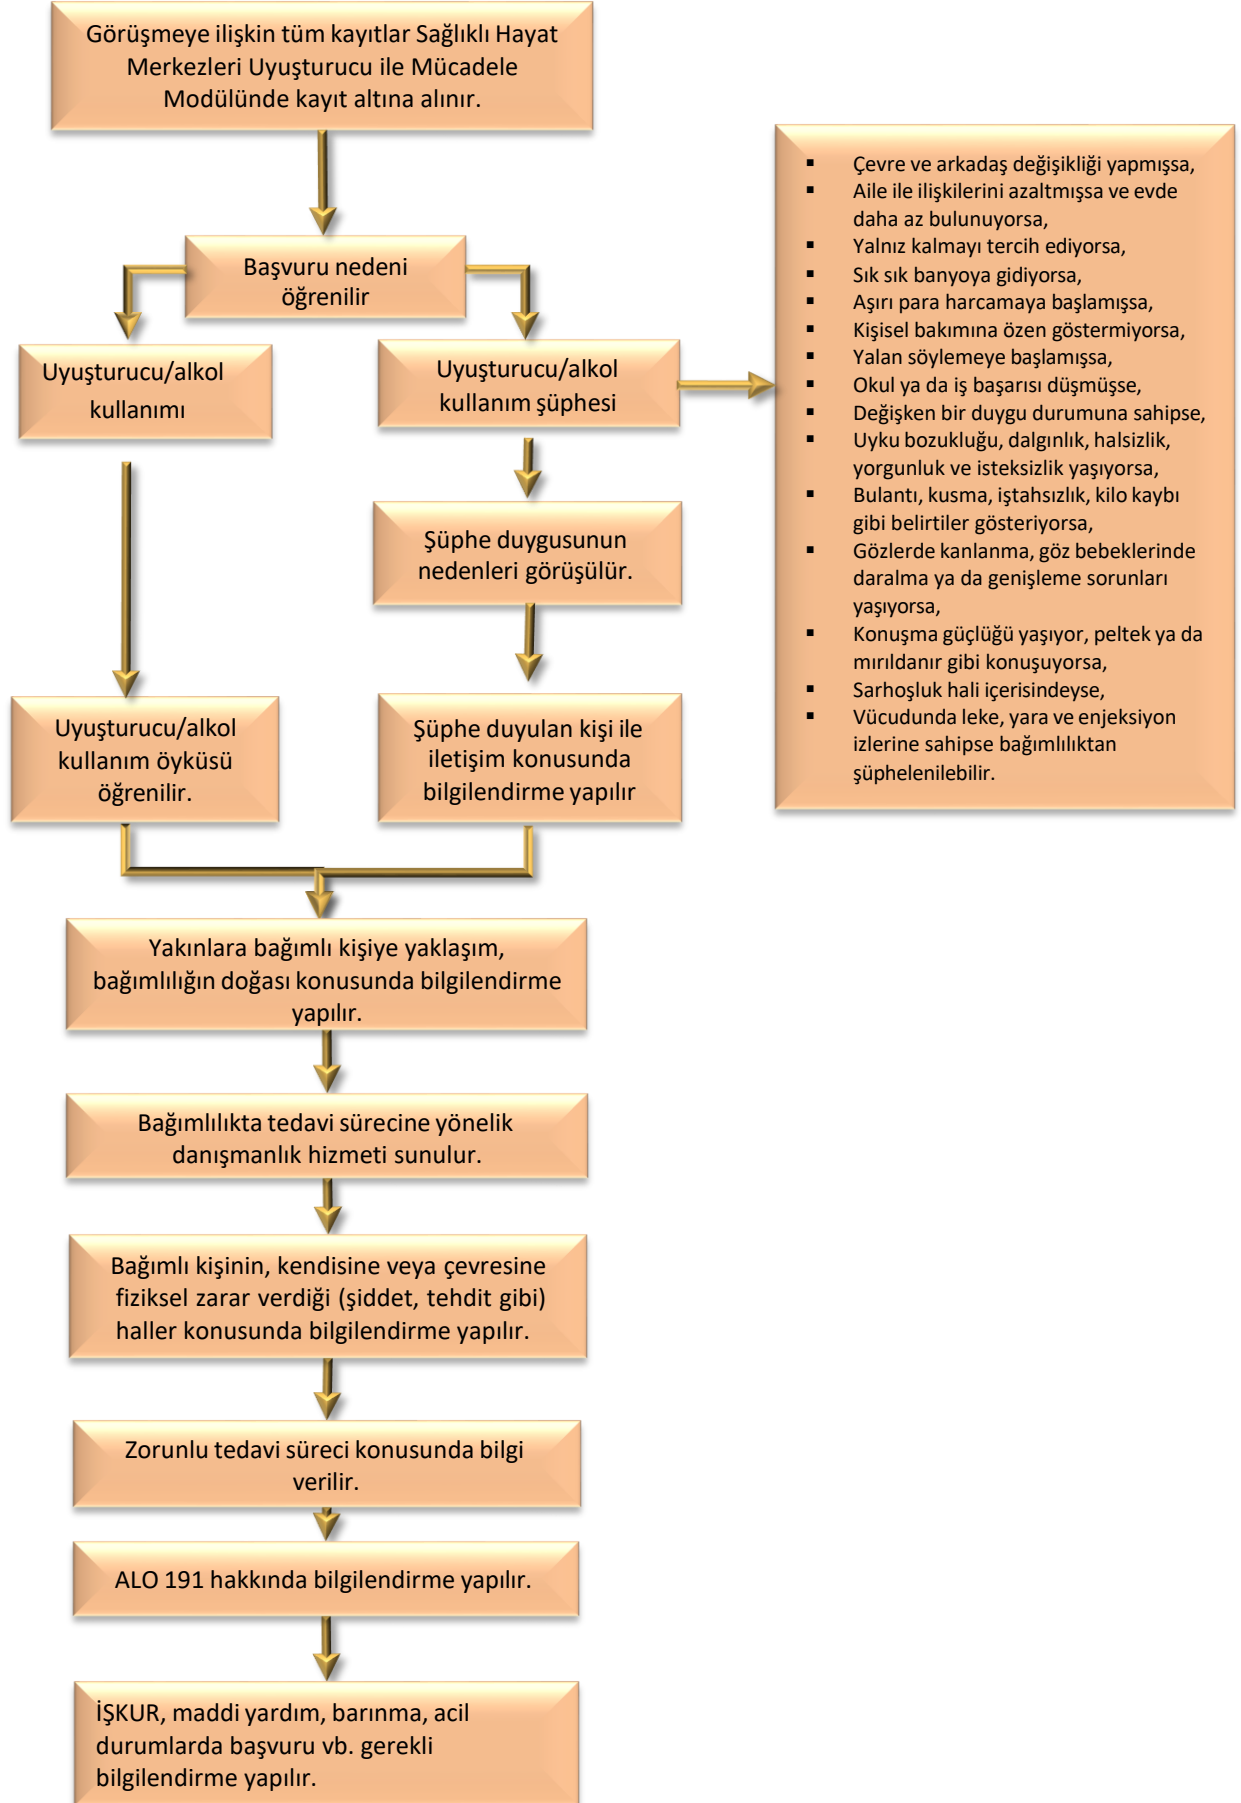 Görüşmeye ilişkin tüm kayıtlar Sağlıklı Hayat
Merkezleri Uyuşturucu ile Mücadele
Modülünde kayıt altına alınır.
Başvuru nedeni
öğrenilir
Uyuşturucu/alkol
kullanımı
Uyuşturucu/alkol
kullanım şüphesi
▪ Çevre ve arkadaş değişikliği yapmışsa,
▪ Aile ile ilişkilerini azaltmışsa ve evde
daha az bulunuyorsa,
▪ Yalnız kalmayı tercih ediyorsa,
▪ Sık sık banyoya gidiyorsa,
▪ Aşırı para harcamaya başlamışsa,
▪ Kişisel bakımına özen göstermiyorsa,
▪ Yalan söylemeye başlamışsa,
▪ Okul ya da iş başarısı düşmüşse,
▪ Değişken bir duygu durumuna sahipse,
▪ Uyku bozukluğu, dalgınlık, halsizlik,
yorgunluk ve isteksizlik yaşıyorsa,
▪ Bulantı, kusma, iştahsızlık, kilo kaybı
gibi belirtiler gösteriyorsa,
▪ Gözlerde kanlanma, göz bebeklerinde
daralma ya da genişleme sorunları
yaşıyorsa,
▪ Konuşma güçlüğü yaşıyor, peltek ya da
mırıldanır gibi konuşuyorsa,
▪ Sarhoşluk hali içerisindeyse,
▪ Vücudunda leke, yara ve enjeksiyon
izlerine sahipse bağımlılıktan
şüphelenilebilir.
Şüphe duygusunun
nedenleri görüşülür.
Uyuşturucu/alkol
kullanım öyküsü
öğrenilir.
Şüphe duyulan kişi ile
iletişim konusunda
bilgilendirme yapılır
Yakınlara bağımlı kişiye yaklaşım,
bağımlılığın doğası konusunda bilgilendirme
yapılır.
Bağımlılıkta tedavi sürecine yönelik
danışmanlık hizmeti sunulur.
Bağımlı kişinin, kendisine veya çevresine
fiziksel zarar verdiği (şiddet, tehdit gibi)
haller konusunda bilgilendirme yapılır.
Zorunlu tedavi süreci konusunda bilgi
verilir.
ALO 191 hakkında bilgilendirme yapılır.
İŞKUR, maddi yardım, barınma, acil
durumlarda başvuru vb. gerekli
bilgilendirme yapılır.